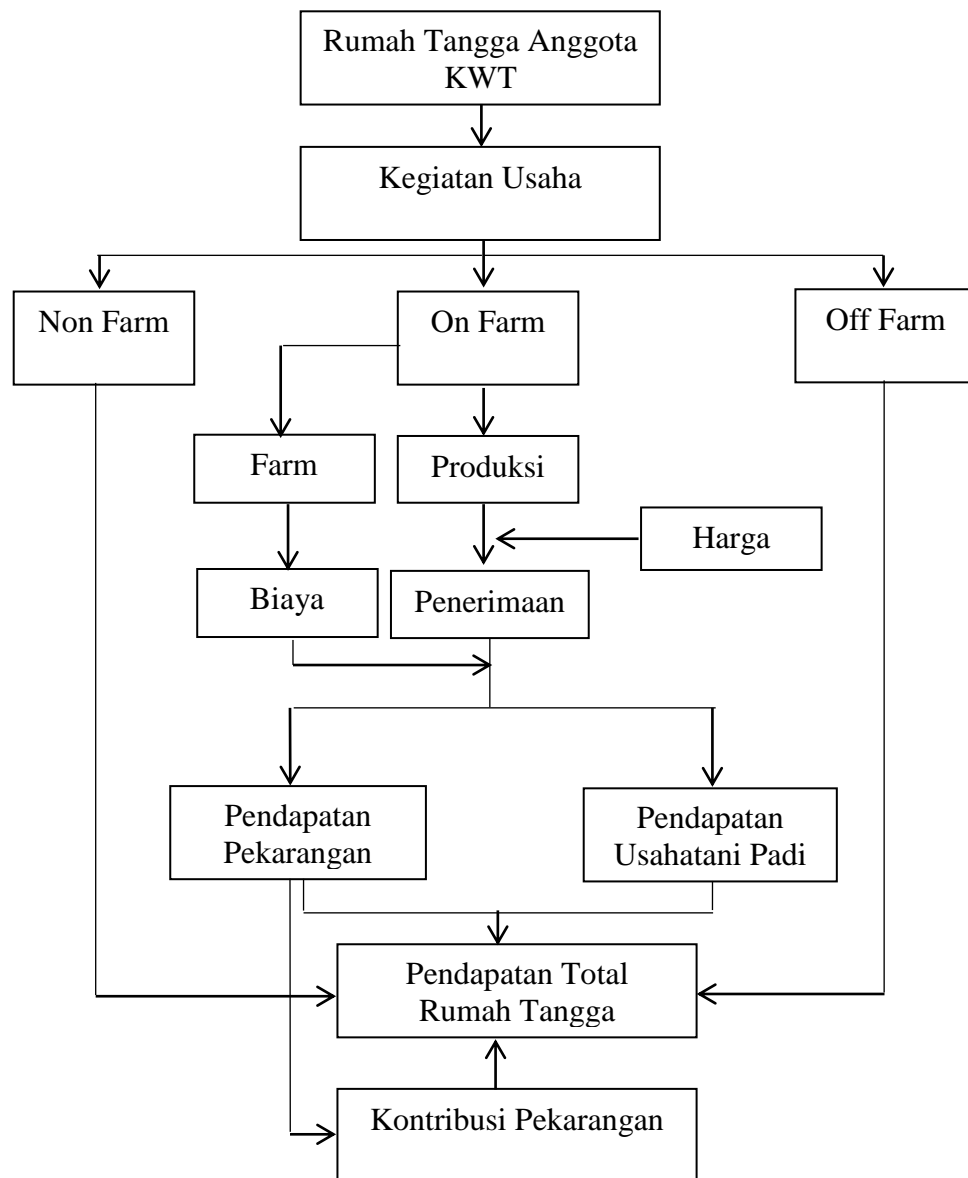 Rumah Tangga Anggota
KWT
Kegiatan Usaha
Non Farm
On Farm
Off Farm
Farm
Produksi
Harga
Biaya
Penerimaan
Pendapatan
Pekarangan
Pendapatan
Usahatani Padi
Pendapatan Total
Rumah Tangga
Kontribusi Pekarangan